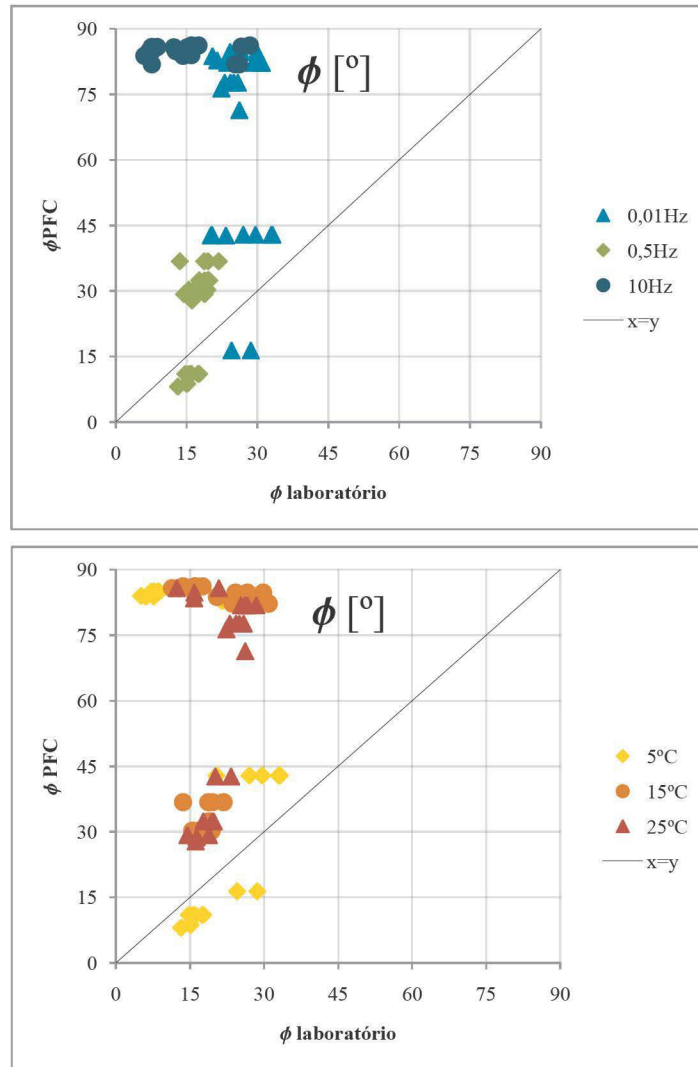 90
ϕ [º]
75
60
45
30
15
0
ϕPFC
0 15 30 45 60 75 90
ϕ laboratório
0,01Hz
0,5Hz
10Hz
x=y
90
ϕ [º]
75
60
45
30
15
0
ϕ PFC
0 15 30 45 60 75 90
ϕ laboratório
5ºC
15ºC
25ºC
x=y